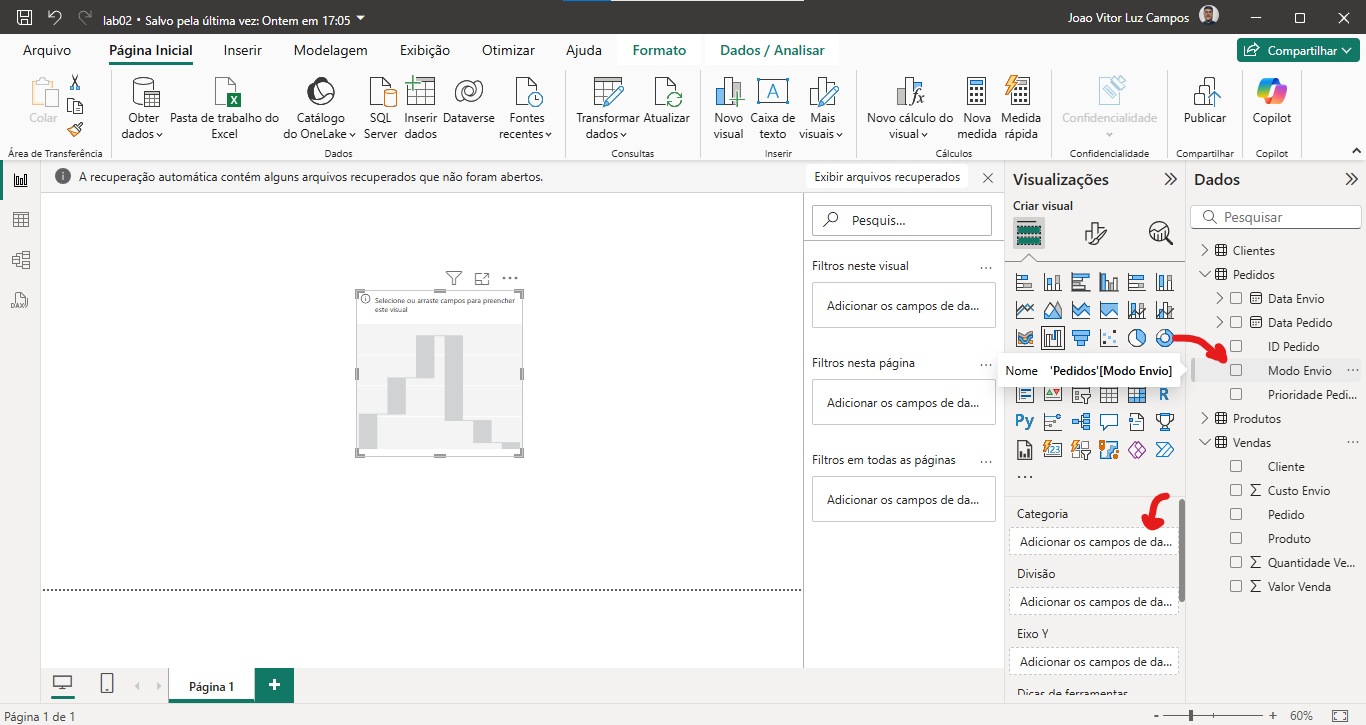 lab02 • Salvo pela última vez: Ontem em 17:05
Joao Vitor Luz Campos
Arquivo
Página Inicial
Inserir
Modelagem
Exibição
Otimizar
Ajuda
Formato
Dados / Analisar
Compartilhar
Colar
Obter
dados
Pasta de trabalho do
Excel
Catálogo
do OneLake
SQL
Server
Inserir
dados
Dataverse
Fontes
recentes
Transformar
dados
Atualizar
Novo
visual
A
Caixa de
texto
Mais
visuais
Novo cálculo do
visual
Nova
medida
Medida
rápida
Confidencialidade
Publicar
Copilot
Área de Transferência
Dados
Consultas
Inserir
Cálculos
Confidencialidade
Compartilhar
Copilot
A recuperação automática contém alguns arquivos recuperados que não foram abertos.
Exibir arquivos recuperados
DAX
Selecione ou arraste campos para preencher
este visual
Pesquis...
Filtros neste visual
...
Adicionar os campos de da...
Filtros nesta página
...
Adicionar os campos de da...
Filtros em todas as páginas
...
Adicionar os campos de da...
Visualizações
Criar visual
R
Py
123
...
Nome 'Pedidos'[Modo Envio]
Categoria
Adicionar os campos de da...
Divisão
Adicionar os campos de da...
Eixo Y
Adicionar os campos de da...
Dicas de ferramentas
Dados
Pesquisar
Clientes
Pedidos
Data Envio
Data Pedido
ID Pedido
Modo Envio
Prioridade Pedi...
Produtos
Vendas
Cliente
Σ Custo Envio
Pedido
Produto
Σ Quantidade Ve...
Σ Valor Venda
Página 1
+
Página 1 de 1
- + 60%